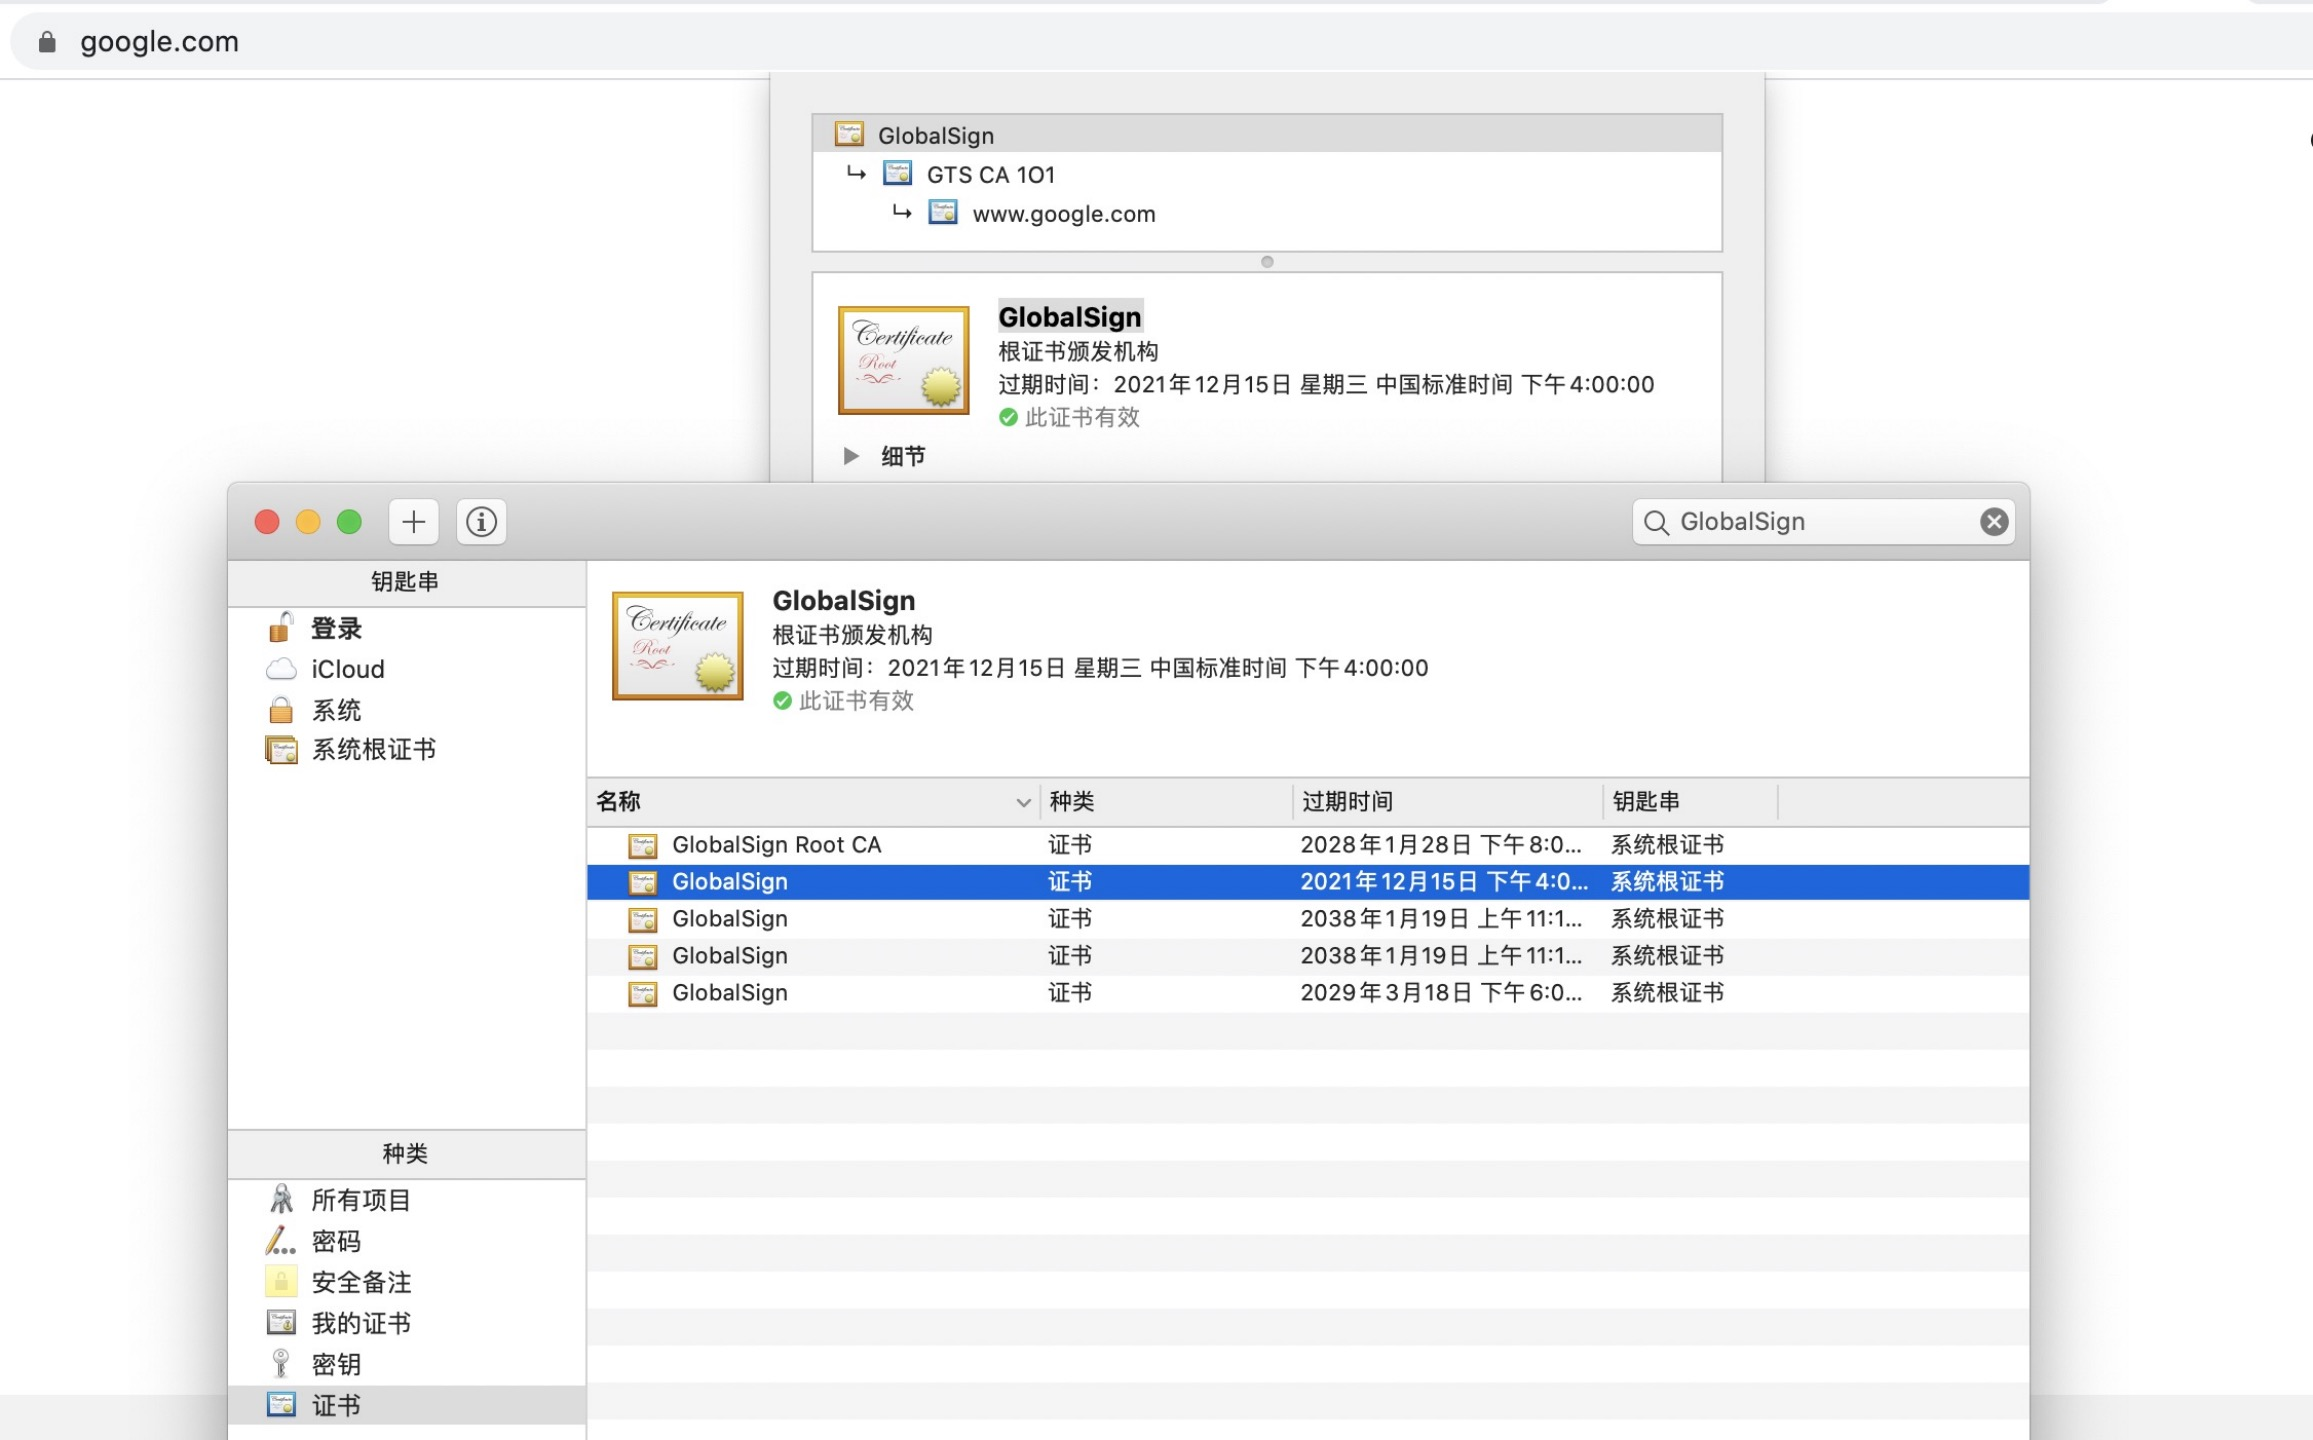 google.com
GlobalSign
GTS CA 1O1
www.google.com
GlobalSign
根证书颁发机构
过期时间：2021年12月15日 星期三 中国标准时间 下午4:00:00
此证书有效
细节
GlobalSign
钥匙串
登录
iCloud
系统
系统根证书
GlobalSign
根证书颁发机构
过期时间：2021年12月15日 星期三 中国标准时间 下午4:00:00
此证书有效
名称 种类 过期时间 钥匙串
GlobalSign Root CA 证书 2028年1月28日 下午8:0... 系统根证书
GlobalSign 证书 2021年12月15日 下午4:0... 系统根证书
GlobalSign 证书 2038年1月19日 上午11:1... 系统根证书
GlobalSign 证书 2038年1月19日 上午11:1... 系统根证书
GlobalSign 证书 2029年3月18日 下午6:0... 系统根证书
种类
所有项目
密码
安全备注
我的证书
密钥
证书
Certificate
Root
Certificate
Root